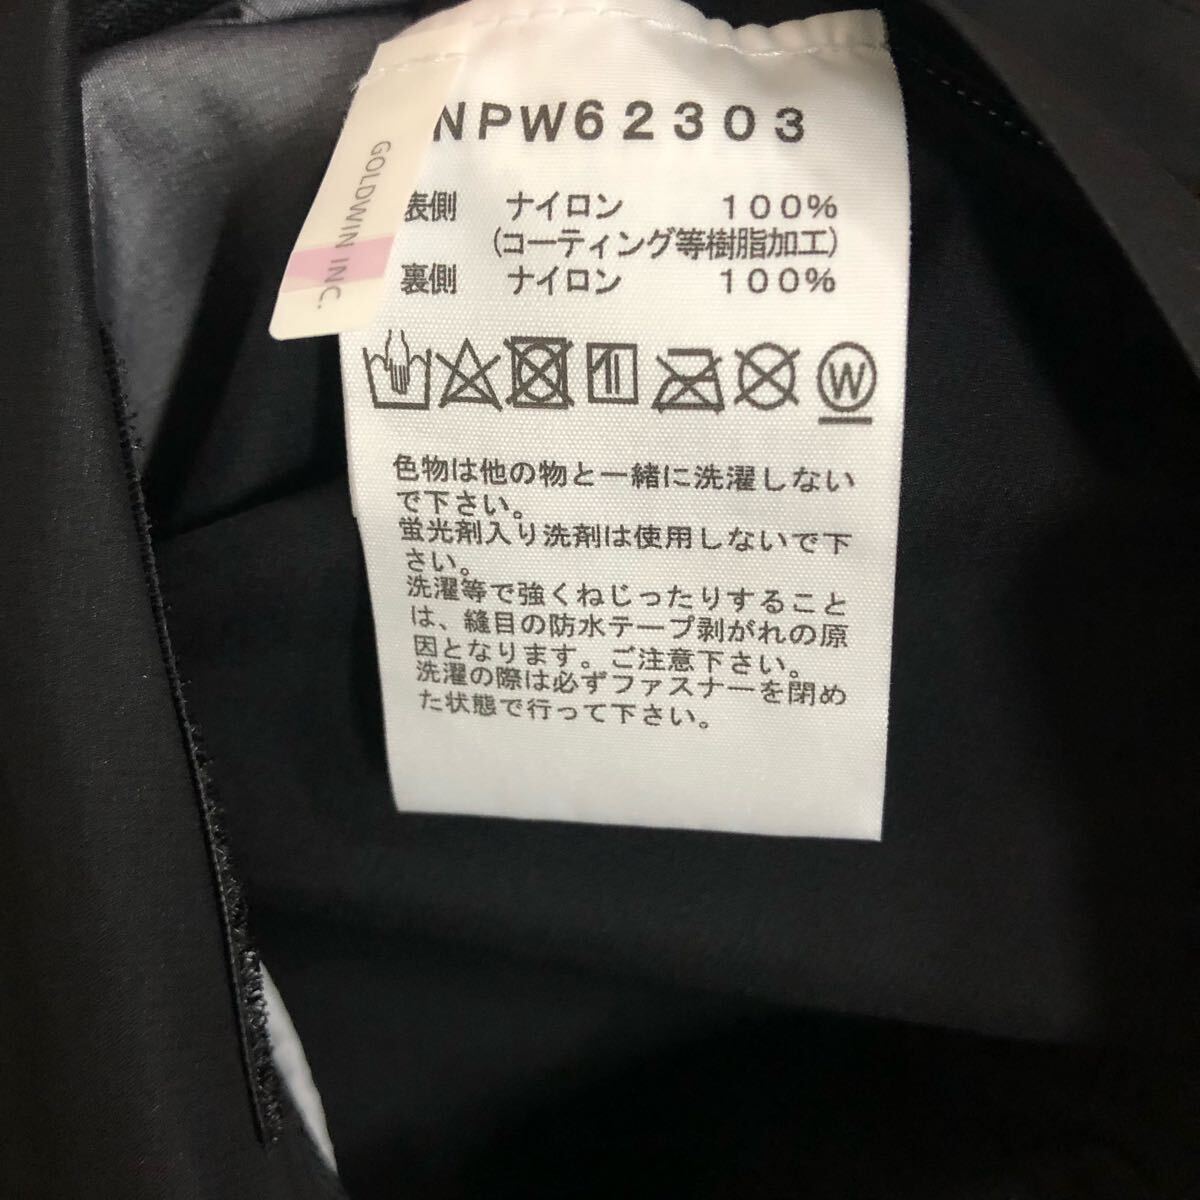 NPW62303
GOLDWIN INC.
表側 ナイロン 100%
(コーティング等樹脂加工)
裏側 ナイロン 100%
W
色物は他の物と一緒に洗濯しない
で下さい。
蛍光剤入り洗剤は使用しないで下
さい。
洗濯等で強くねじったりすること
は、縫目の防水テープ剥がれの原
因となります。ご注意下さい。
洗濯の際は必ずファスナーを閉め
た状態で行って下さい。